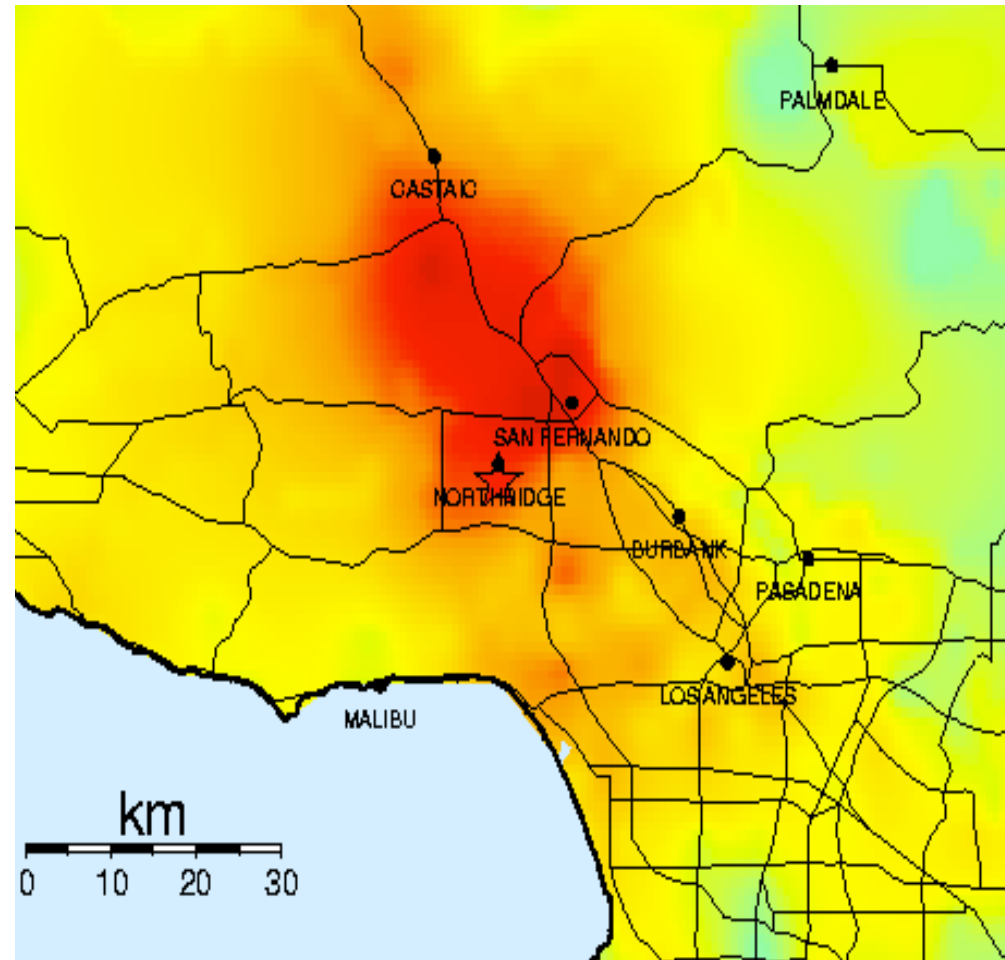 PALMDALE
CASTAIC
SAN FERNANDO
NORTHRIDGE
BURBANK
PASADENA
LOS ANGELES
MALIBU
km
0 10 20 30